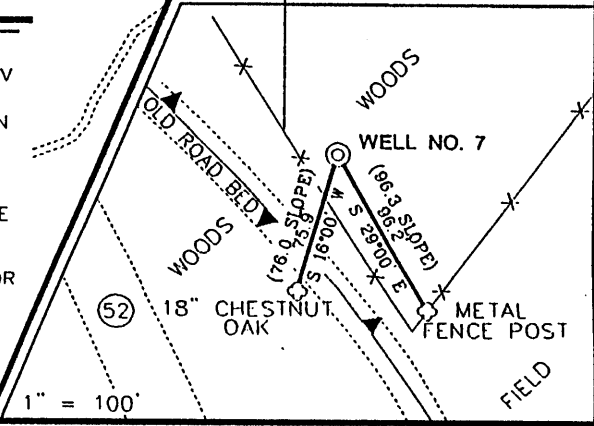 V
N
E
OR
WOODS
OLD ROAD BED
WELL NO. 7
(76.0 SLOPE)
75.9
S 16°00' W
(96.3 SLOPE)
96.2
S 29°00' E
WOODS
52
18" CHESTNUT
OAK
METAL
FENCE POST
FIELD
1" = 100'